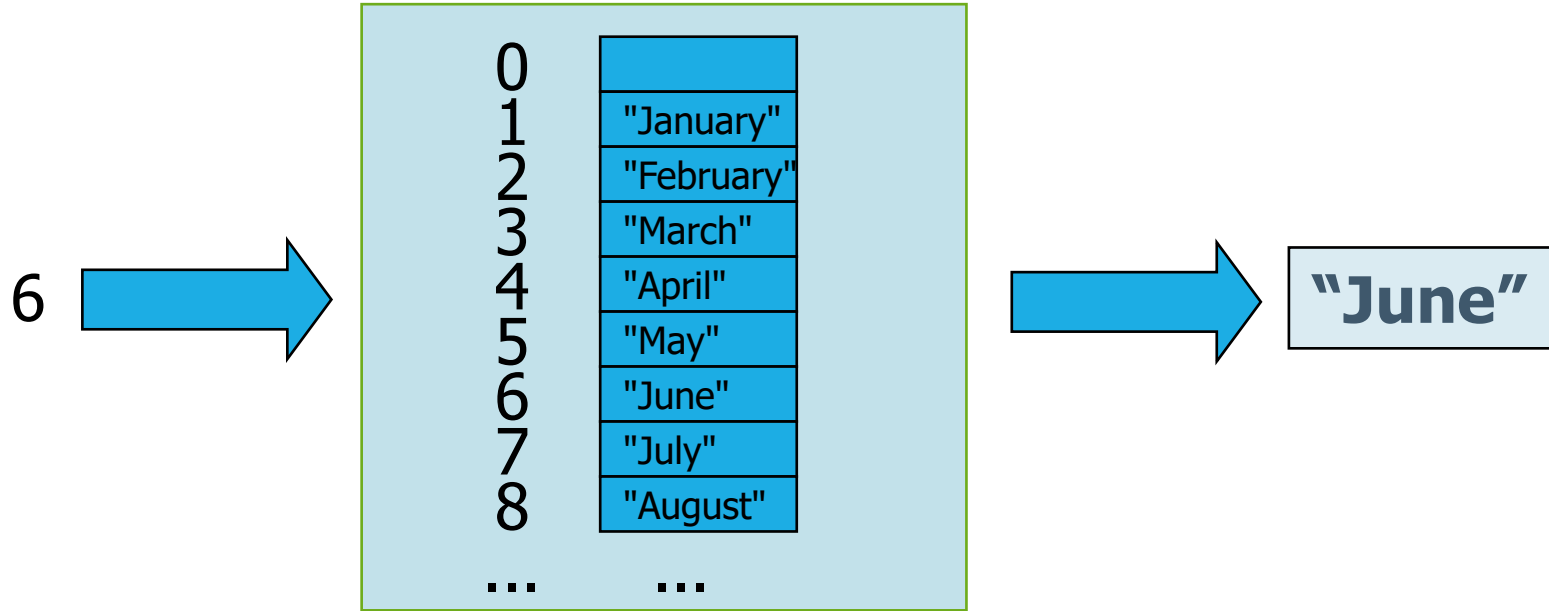 0
1 "January"
2 "February"
3 "March"
4 "April"
5 "May"
6 "June"
7 "July"
8 "August"
... ...
6
“June”